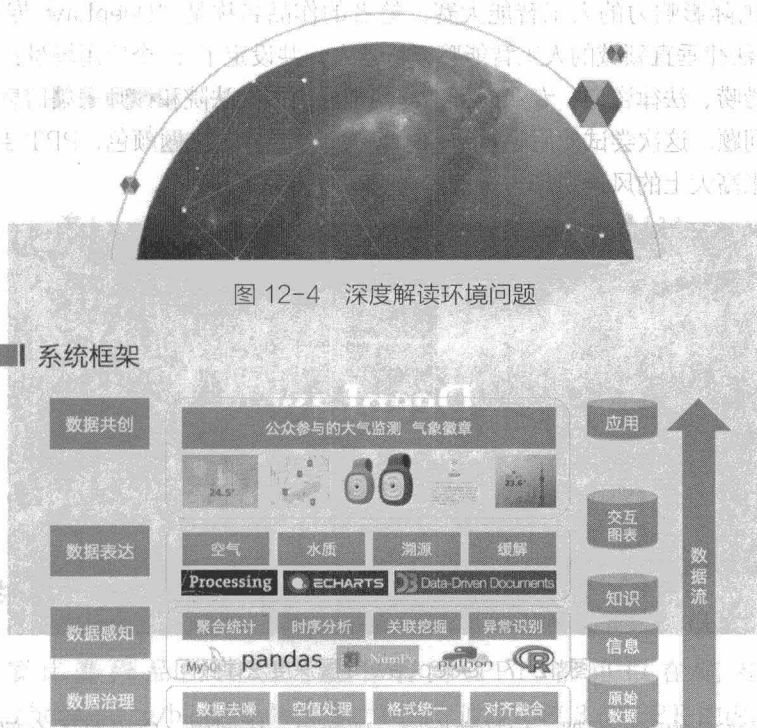 图 12-4 深度解读环境问题
系统框架
数据共创
公众参与的大气监测 气象徽章
应用
24.5°
23.6°
交互
图表
数据表达
空气 水质 溯源 缓解
Processing ECHARTS D3 Data-Driven Documents
数据流
知识
数据感知
聚合统计 时序分析 关联挖掘 异常识别
信息
MySQL pandas NumPy python R
数据治理
数据去噪 空值处理 格式统一 对齐融合
原始
数据